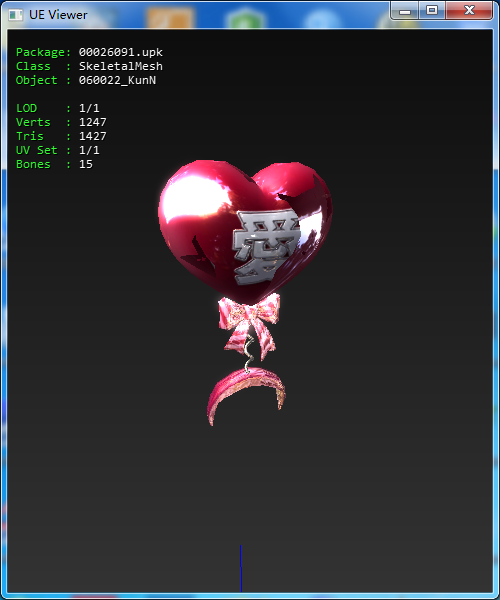 UE Viewer
Package: 00026091.upk
Class : SkeletalMesh
Object : 060022_KunN
LOD : 1/1
Verts : 1247
Tris : 1427
UV Set : 1/1
Bones : 15
愛